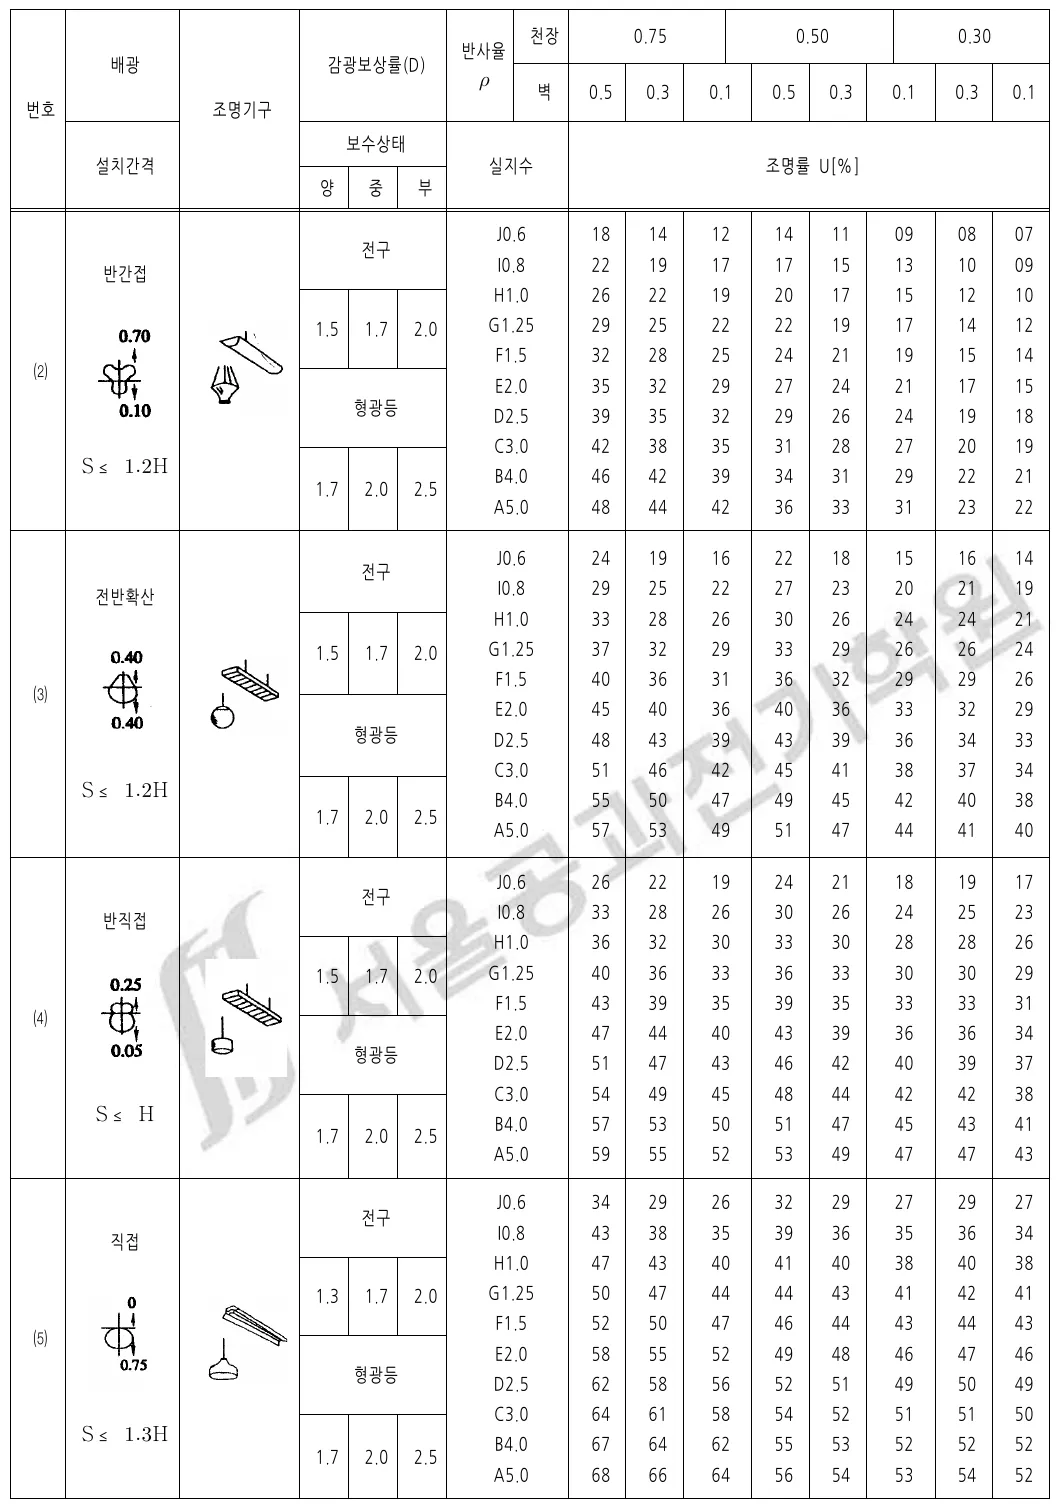 번호 배광 조명기구 감광보상률(D) 반사율 ρ 천장 0.75 0.50 0.30
벽 0.5 0.3 0.1 0.5 0.3 0.1 0.3 0.1
설치간격 보수상태 실지수 조명률 U[%]
양 중 부
(2)
반간접
0.70
0.10
S≤ 1.2H
전구
1.5 1.7 2.0
형광등
1.7 2.0 2.5
J0.6 18 14 12 14 11 09 08 07
I0.8 22 19 17 17 15 13 10 09
H1.0 26 22 19 20 17 15 12 10
G1.25 29 25 22 22 19 17 14 12
F1.5 32 28 25 24 21 19 15 14
E2.0 35 32 29 27 24 21 17 15
D2.5 39 35 32 29 26 24 19 18
C3.0 42 38 35 31 28 27 20 19
B4.0 46 42 39 34 31 29 22 21
A5.0 48 44 42 36 33 31 23 22
(3)
전반확산
0.40
0.40
S≤ 1.2H
전구
1.5 1.7 2.0
형광등
1.7 2.0 2.5
J0.6 24 19 16 22 18 15 16 14
I0.8 29 25 22 27 23 20 21 19
H1.0 33 28 26 30 26 24 24 21
G1.25 37 32 29 33 29 26 26 24
F1.5 40 36 31 36 32 29 29 26
E2.0 45 40 36 40 36 33 32 29
D2.5 48 43 39 43 39 36 34 33
C3.0 51 46 42 45 41 38 37 34
B4.0 55 50 47 49 45 42 40 38
A5.0 57 53 49 51 47 44 41 40
(4)
반직접
0.25
0.05
S≤ H
전구
1.5 1.7 2.0
형광등
1.7 2.0 2.5
J0.6 26 22 19 24 21 18 19 17
I0.8 33 28 26 30 26 24 25 23
H1.0 36 32 30 33 30 28 28 26
G1.25 40 36 33 36 33 30 30 29
F1.5 43 39 35 39 35 33 33 31
E2.0 47 44 40 43 39 36 36 34
D2.5 51 47 43 46 42 40 39 37
C3.0 54 49 45 48 44 42 42 38
B4.0 57 53 50 51 47 45 43 41
A5.0 59 55 52 53 49 47 47 43
(5)
직접
0
0.75
S≤ 1.3H
전구
1.3 1.7 2.0
형광등
1.7 2.0 2.5
J0.6 34 29 26 32 29 27 29 27
I0.8 43 38 35 39 36 35 36 34
H1.0 47 43 40 41 40 38 40 38
G1.25 50 47 44 44 43 41 42 41
F1.5 52 50 47 46 44 43 44 43
E2.0 58 55 52 49 48 46 47 46
D2.5 62 58 56 52 51 49 50 49
C3.0 64 61 58 54 52 51 51 50
B4.0 67 64 62 55 53 52 52 52
A5.0 68 66 64 56 54 53 54 52
서울공과전기학원